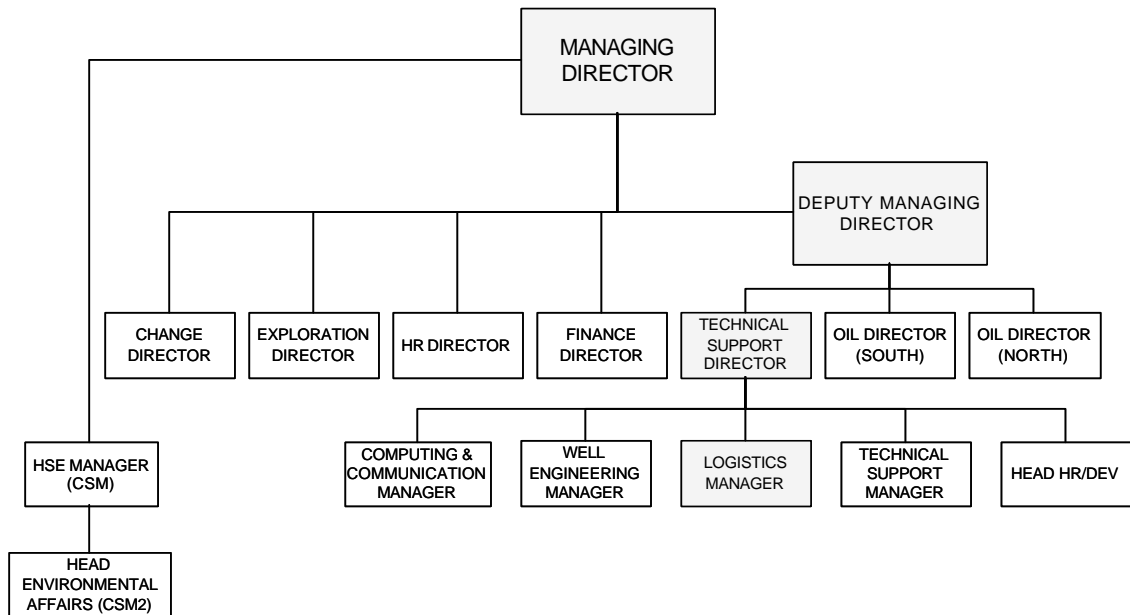 MANAGING
DIRECTOR
DEPUTY MANAGING
DIRECTOR
CHANGE
DIRECTOR
EXPLORATION
DIRECTOR
HR DIRECTOR
FINANCE
DIRECTOR
TECHNICAL
SUPPORT
DIRECTOR
OIL DIRECTOR
(SOUTH)
OIL DIRECTOR
(NORTH)
HSE MANAGER
(CSM)
COMPUTING &
COMMUNICATION
MANAGER
WELL
ENGINEERING
MANAGER
LOGISTICS
MANAGER
TECHNICAL
SUPPORT
MANAGER
HEAD HR/DEV
HEAD
ENVIRONMENTAL
AFFAIRS (CSM2)